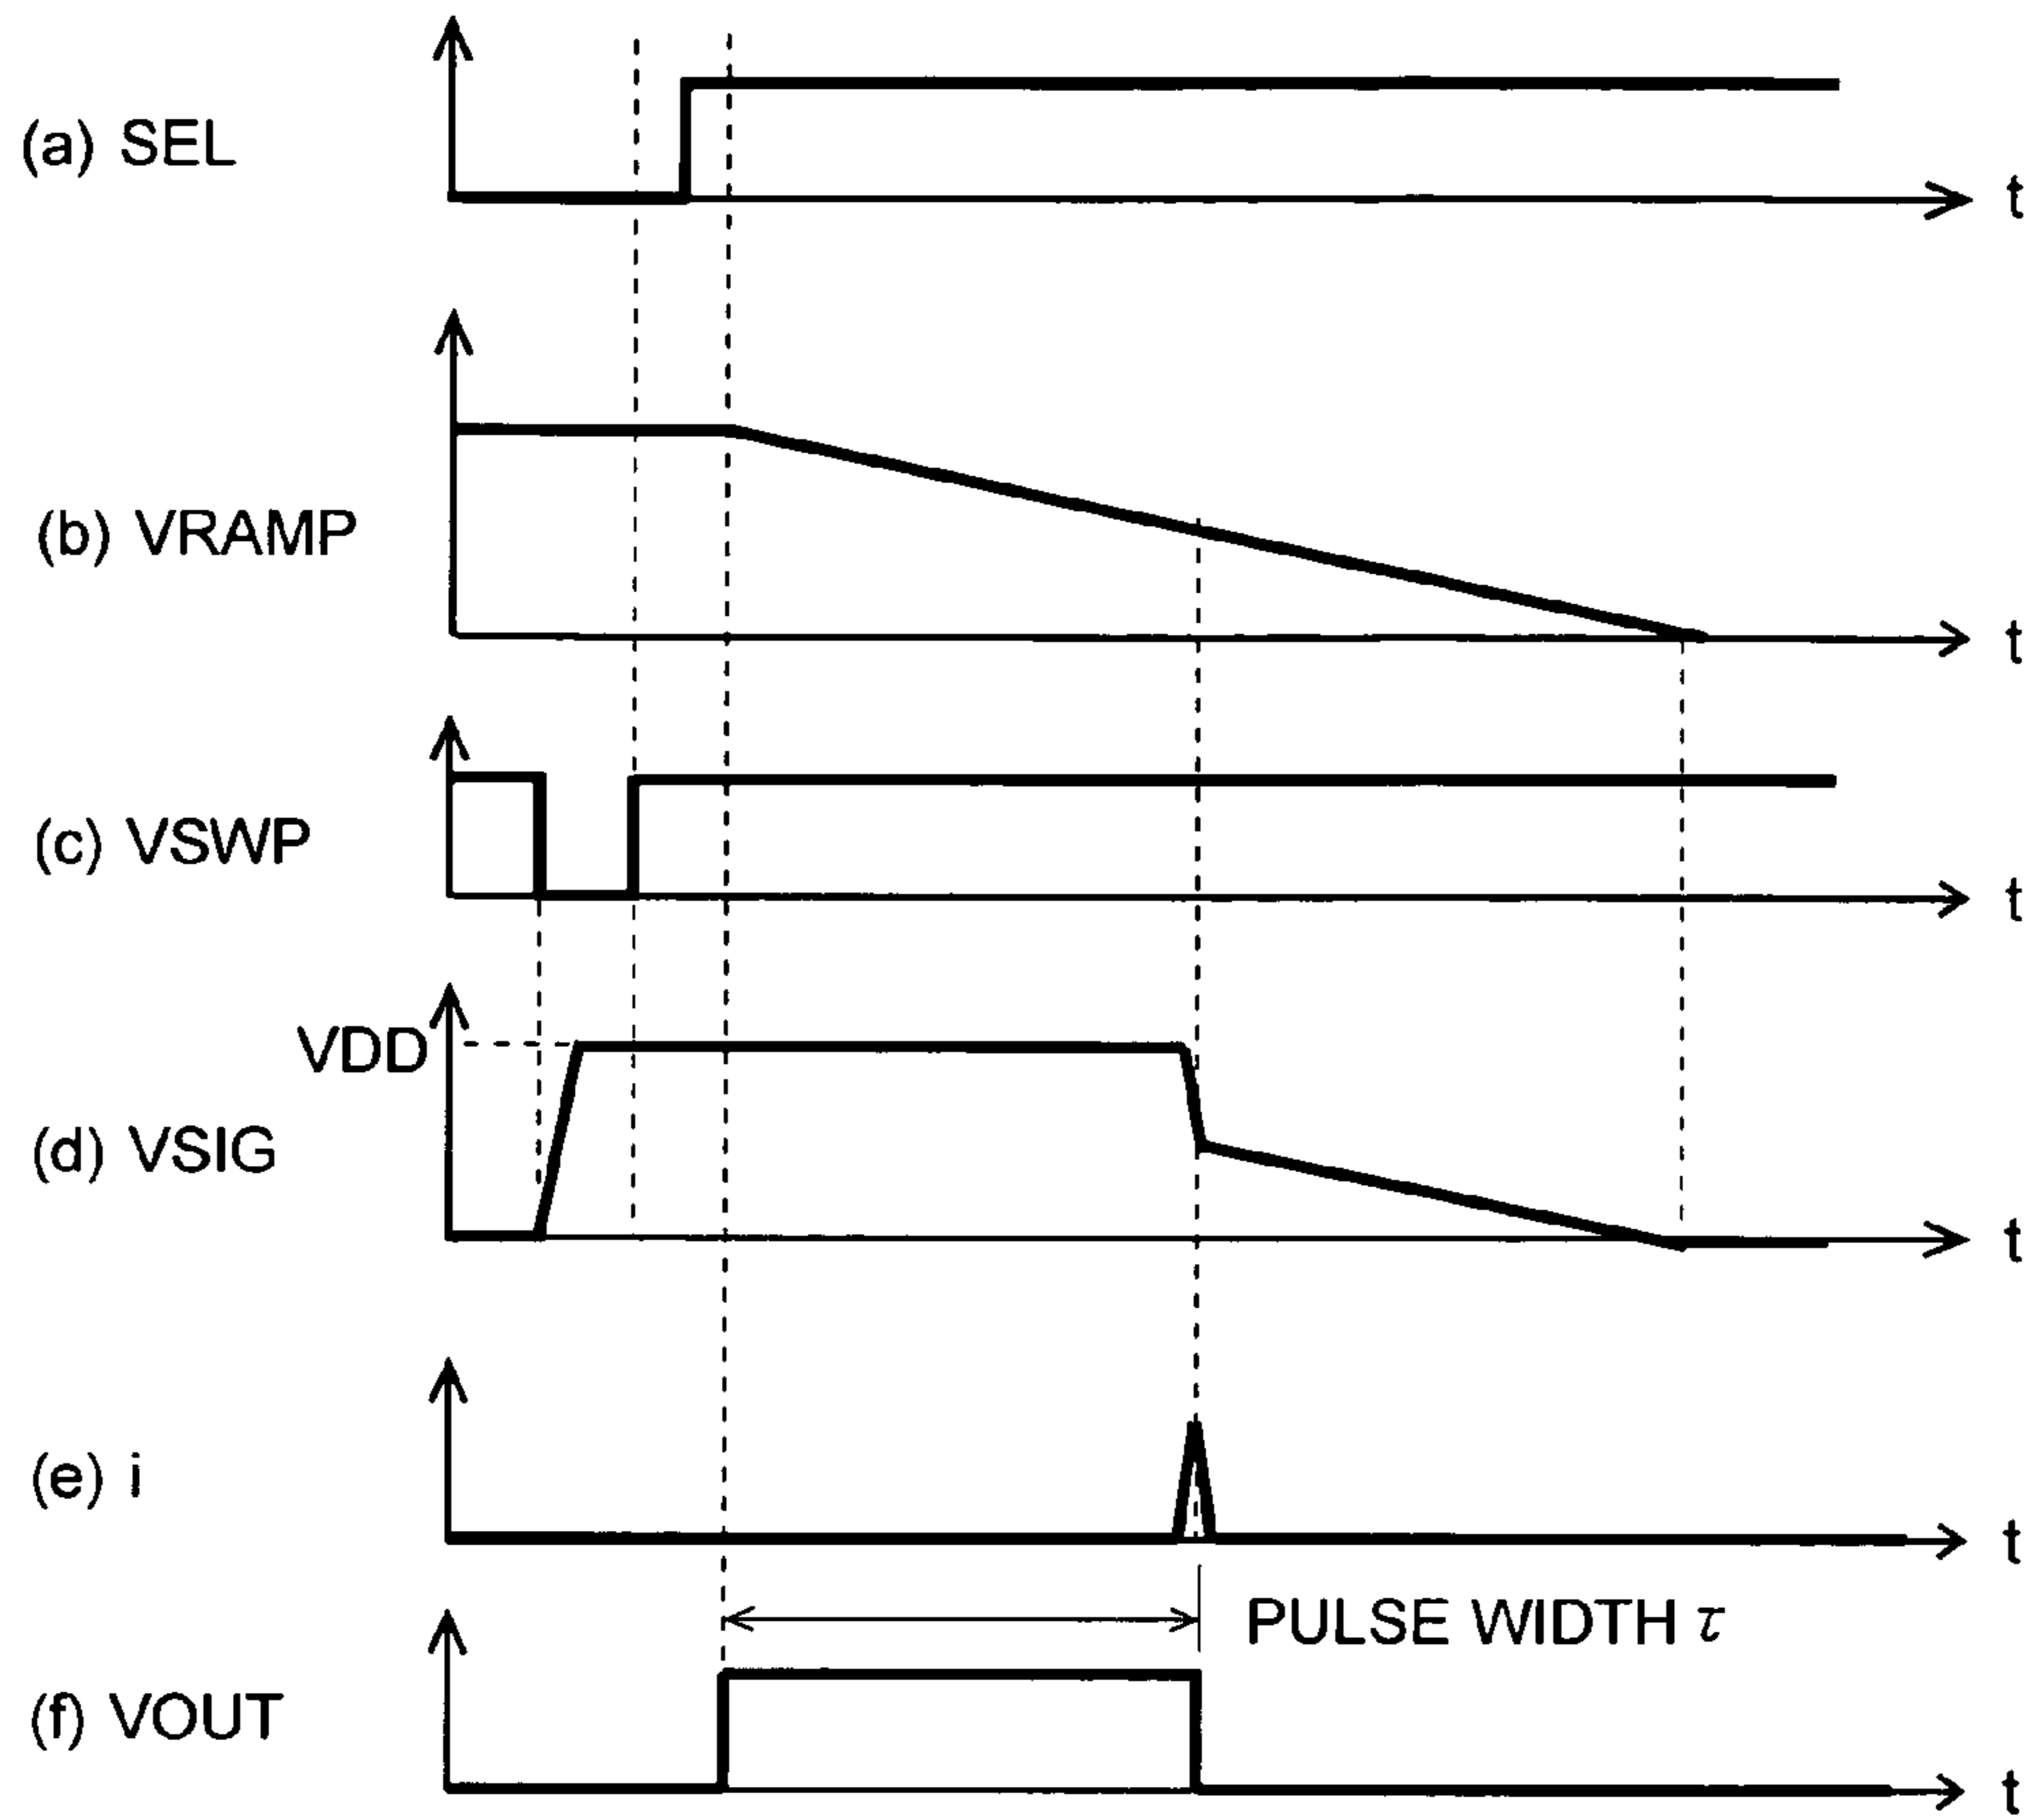 (a) SEL
t
(b) VRAMP
t
(c) VSWP
t
VDD
(d) VSIG
t
(e) i
t
PULSE WIDTH τ
(f) VOUT
t